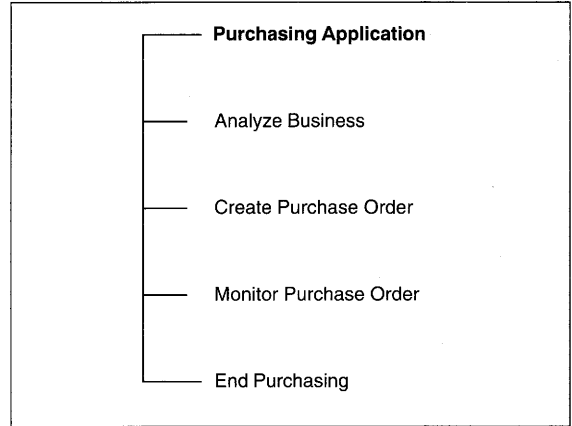 Purchasing Application
Analyze Business
Create Purchase Order
Monitor Purchase Order
End Purchasing